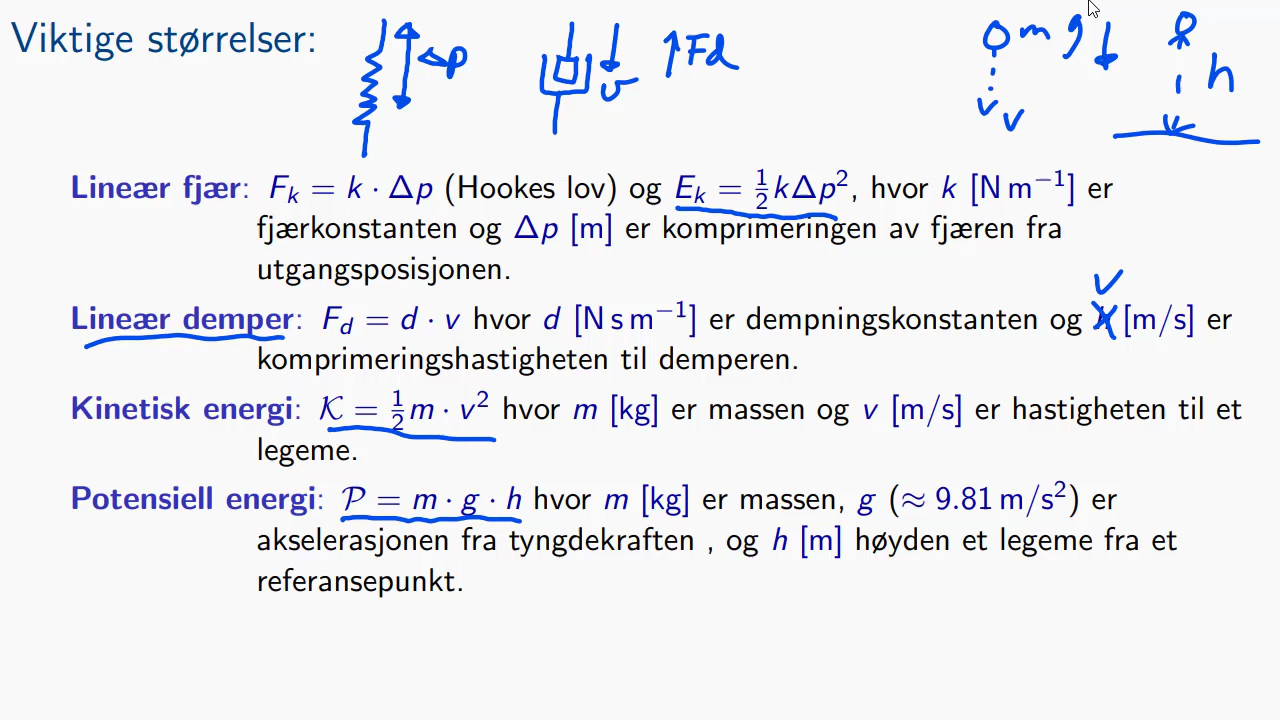 Viktige størrelser:
Δp
v
Fd
m g
v
h
Lineær fjær: F_k = k · Δp (Hookes lov) og E_k = ½kΔp², hvor k [N m⁻¹] er
fjærkonstanten og Δp [m] er komprimeringen av fjæren fra
utgangsposisjonen.
v
Lineær demper: F_d = d · v hvor d [N s m⁻¹] er dempningskonstanten og [m/s] er
komprimeringshastigheten til demperen.
Kinetisk energi: 𝒦 = ½m · v² hvor m [kg] er massen og v [m/s] er hastigheten til et
legeme.
Potensiell energi: 𝒫 = m · g · h hvor m [kg] er massen, g (≈ 9.81 m/s²) er
akselerasjonen fra tyngdekraften , og h [m] høyden et legeme fra et
referansepunkt.